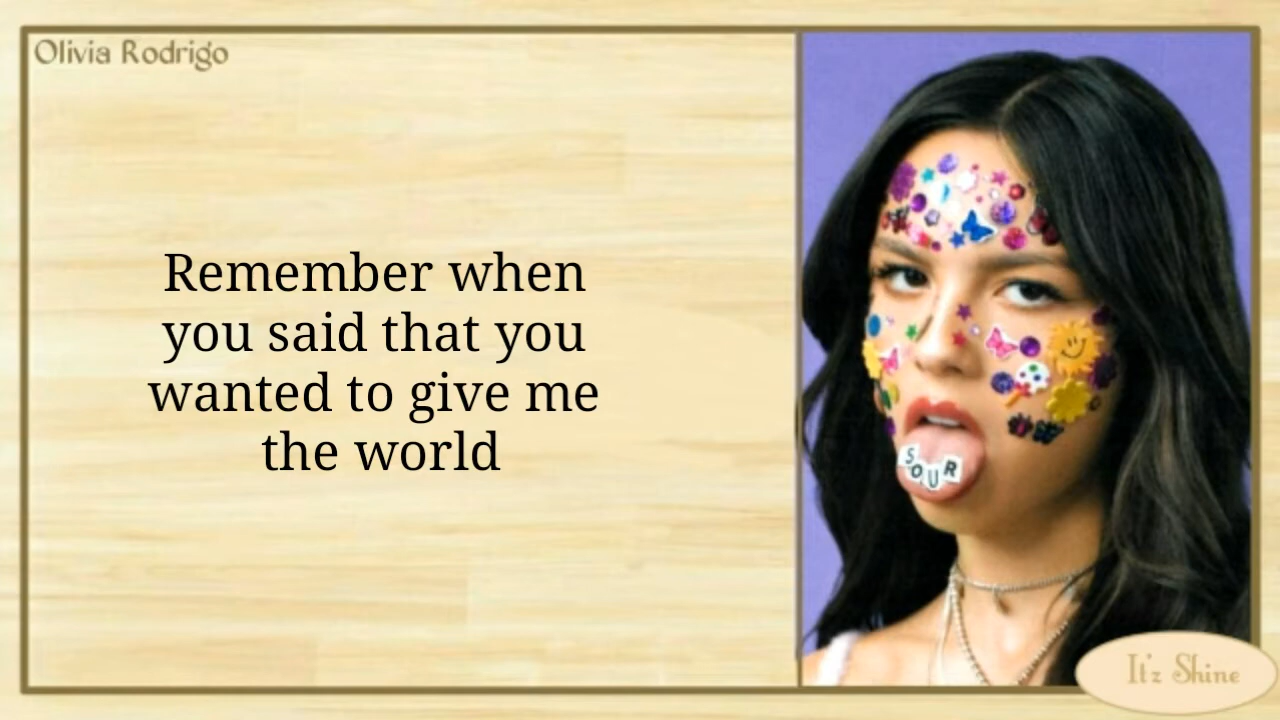 Olivia Rodrigo
Remember when
you said that you
wanted to give me
the world
SOUR
It'z Shine